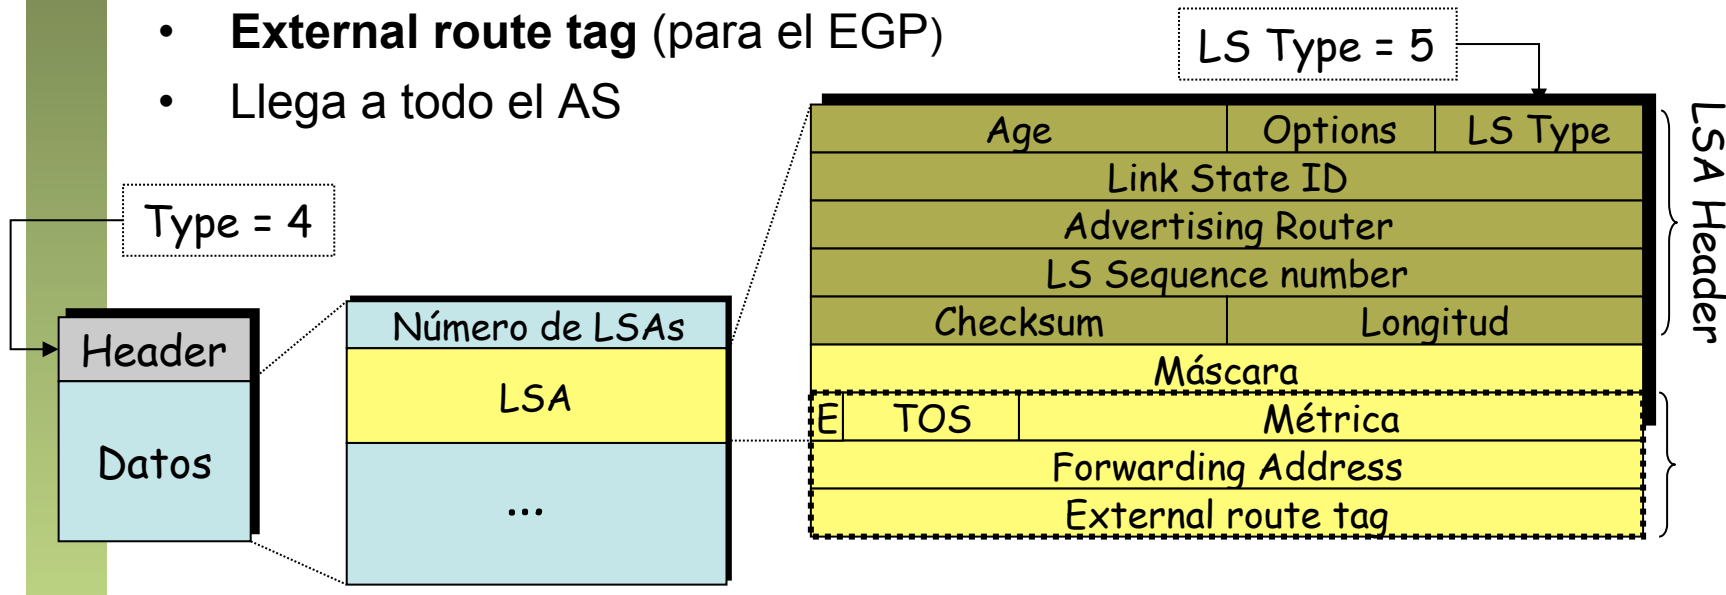 • External route tag (para el EGP)
• Llega a todo el AS
LS Type = 5
Type = 4
Header
Datos
Número de LSAs
LSA
...
Age Options LS Type
Link State ID
Advertising Router
LS Sequence number
Checksum Longitud
Máscara
E TOS Métrica
Forwarding Address
External route tag
LSA Header